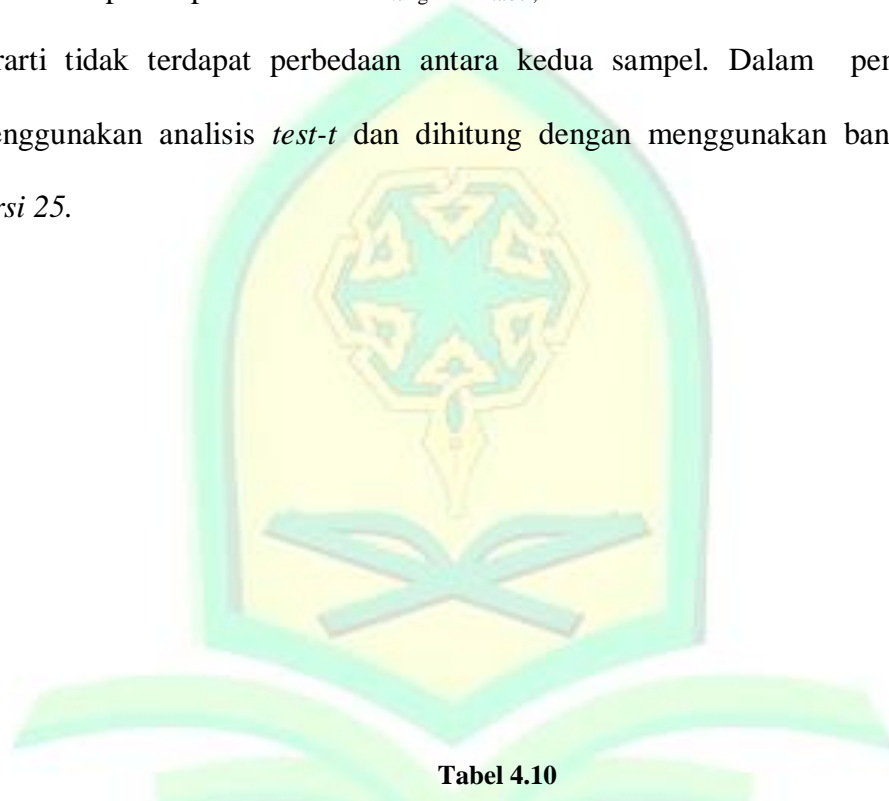 rarti tidak terdapat perbedaan antara kedua sampel. Dalam per
enggunakan analisis test-t dan dihitung dengan menggunakan ban
rsi 25.
Tabel 4.10